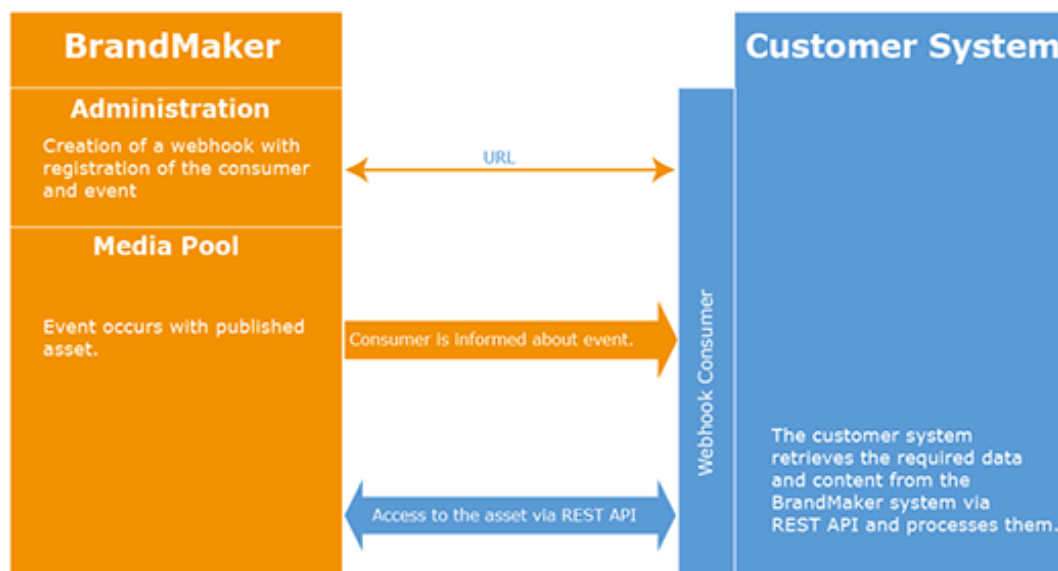 BrandMaker
Administration
Creation of a webhook with
registration of the consumer
and event
Media Pool
Event occurs with published
asset.
URL
Consumer is informed about event.
Access to the asset via REST API
Webhook Consumer
Customer System
The customer system
retrieves the required data
and content from the
BrandMaker system via
REST API and processes them.